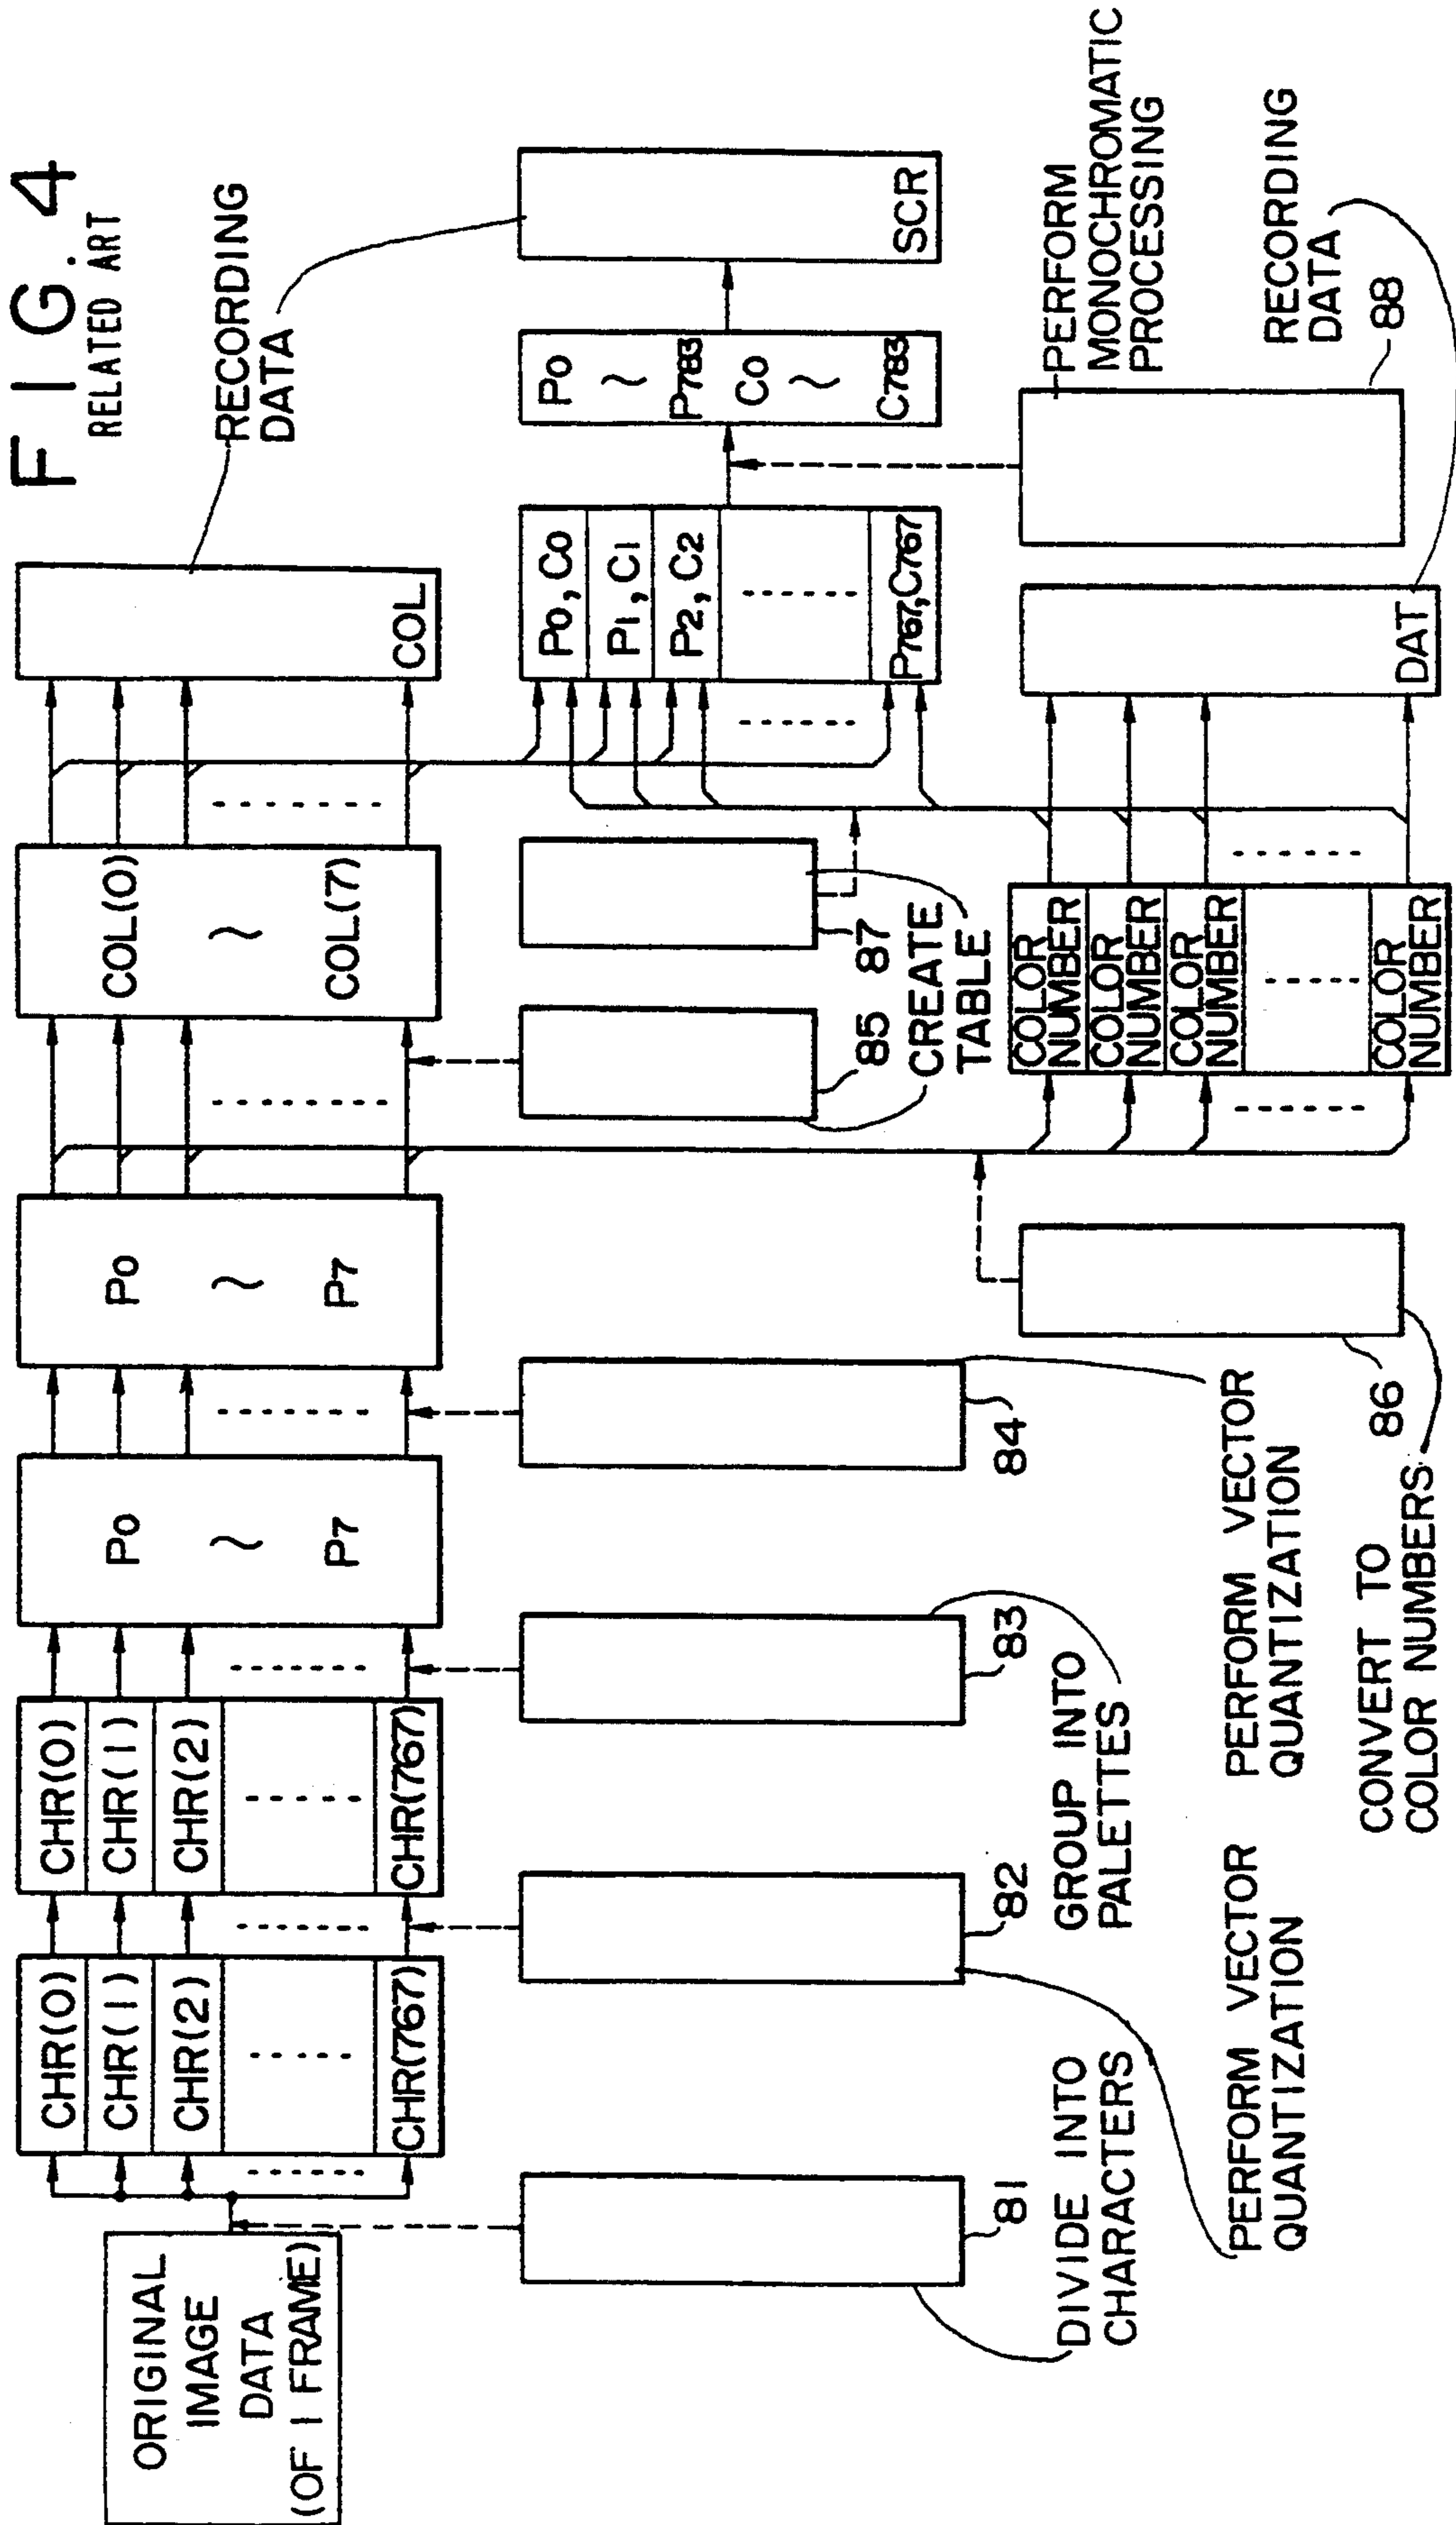 FIG. 4
RELATED ART
ORIGINAL
IMAGE
DATA
(OF 1 FRAME)
CHR(0)
CHR(1)
CHR(2)
CHR(767)
CHR(0)
CHR(1)
CHR(2)
CHR(767)
P0
~
P7
P0
~
P7
COL(0)
~
COL(7)
COL
RECORDING
DATA
81
DIVIDE INTO
CHARACTERS
82
PERFORM VECTOR
QUANTIZATION
83
GROUP INTO
PALETTES
84
PERFORM VECTOR
QUANTIZATION
85
87
CREATE
TABLE
P0, C0
P1, C1
P2, C2
P767, C767
P0
~
P783
C0
~
C783
SCR
86
CONVERT TO
COLOR NUMBERS
COLOR
NUMBER
COLOR
NUMBER
COLOR
NUMBER
COLOR
NUMBER
DAT
PERFORM
MONOCHROMATIC
PROCESSING
88
RECORDING
DATA